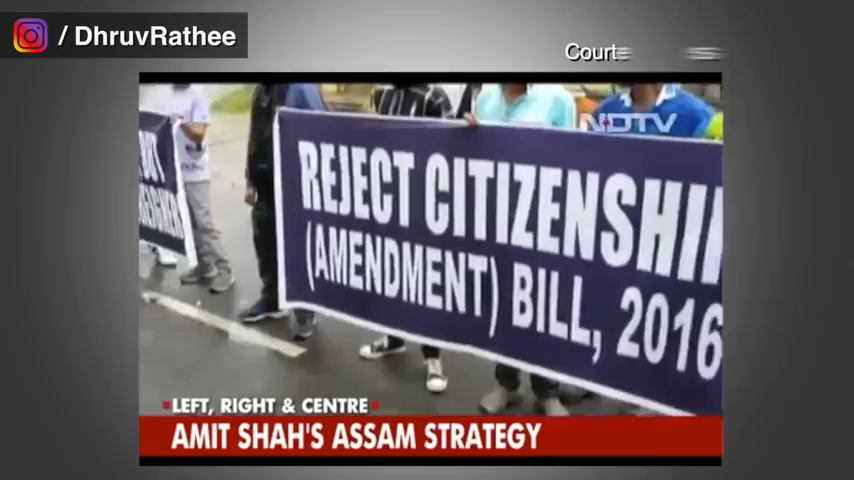 / DhruvRathee
NDTV
REJECT CITIZENSHI
(AMENDMENT) BILL, 2016
LEFT, RIGHT & CENTRE
AMIT SHAH'S ASSAM STRATEGY